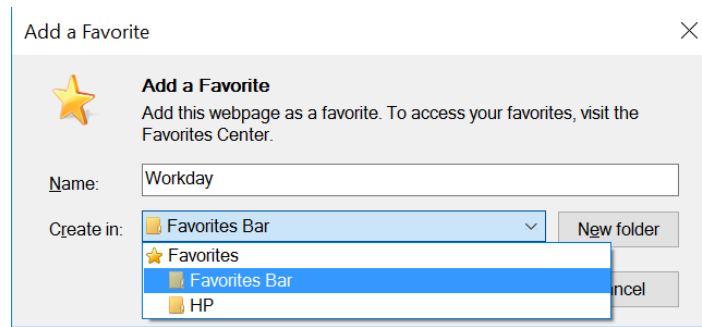 Add a Favorite
Add a Favorite
Add this webpage as a favorite. To access your favorites, visit the
Favorites Center.
Name: Workday
Create in: Favorites Bar New folder
Favorites
Favorites Bar
HP